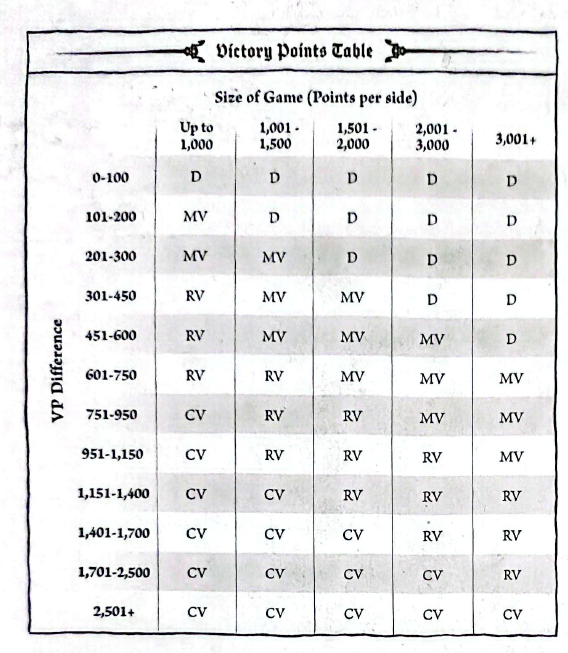 Victory Points Table
Size of Game (Points per side)
Up to 1,000 1,001 - 1,500 1,501 - 2,000 2,001 - 3,000 3,001+
VP Difference
0-100 D D D D D
101-200 MV D D D D
201-300 MV MV D D D
301-450 RV MV MV D D
451-600 RV MV MV MV D
601-750 RV RV MV MV MV
751-950 CV RV RV MV MV
951-1,150 CV RV RV RV MV
1,151-1,400 CV CV RV RV RV
1,401-1,700 CV CV CV RV RV
1,701-2,500 CV CV CV CV RV
2,501+ CV CV CV CV CV